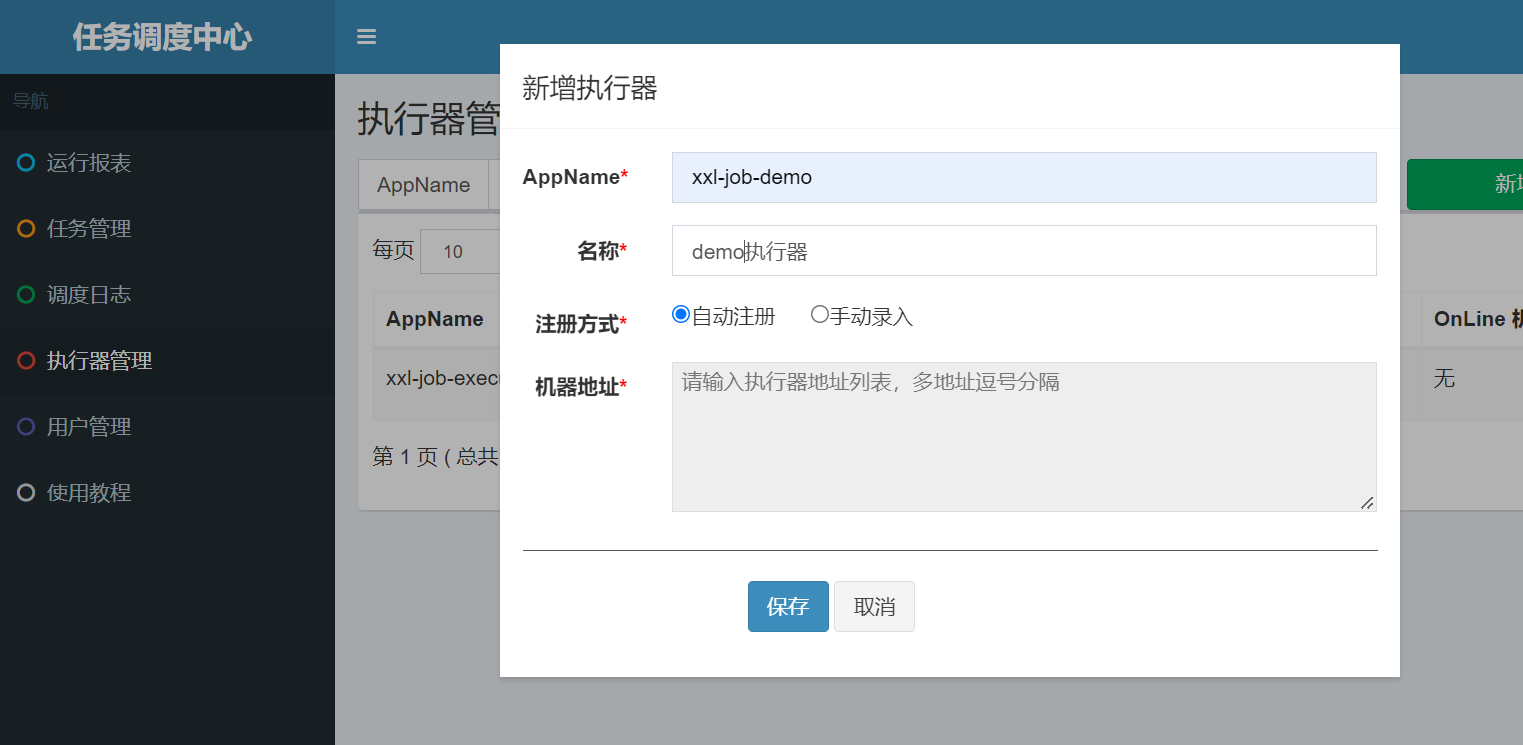 任务调度中心
导航
运行报表
任务管理
调度日志
执行器管理
用户管理
使用教程
执行器管
AppName
新增
每页 10
AppName
OnLine 机
xxl-job-exec
无
第 1 页 ( 总共
新增执行器
AppName* xxl-job-demo
名称* demo执行器
注册方式* 自动注册 手动录入
机器地址* 请输入执行器地址列表，多地址逗号分隔
保存 取消